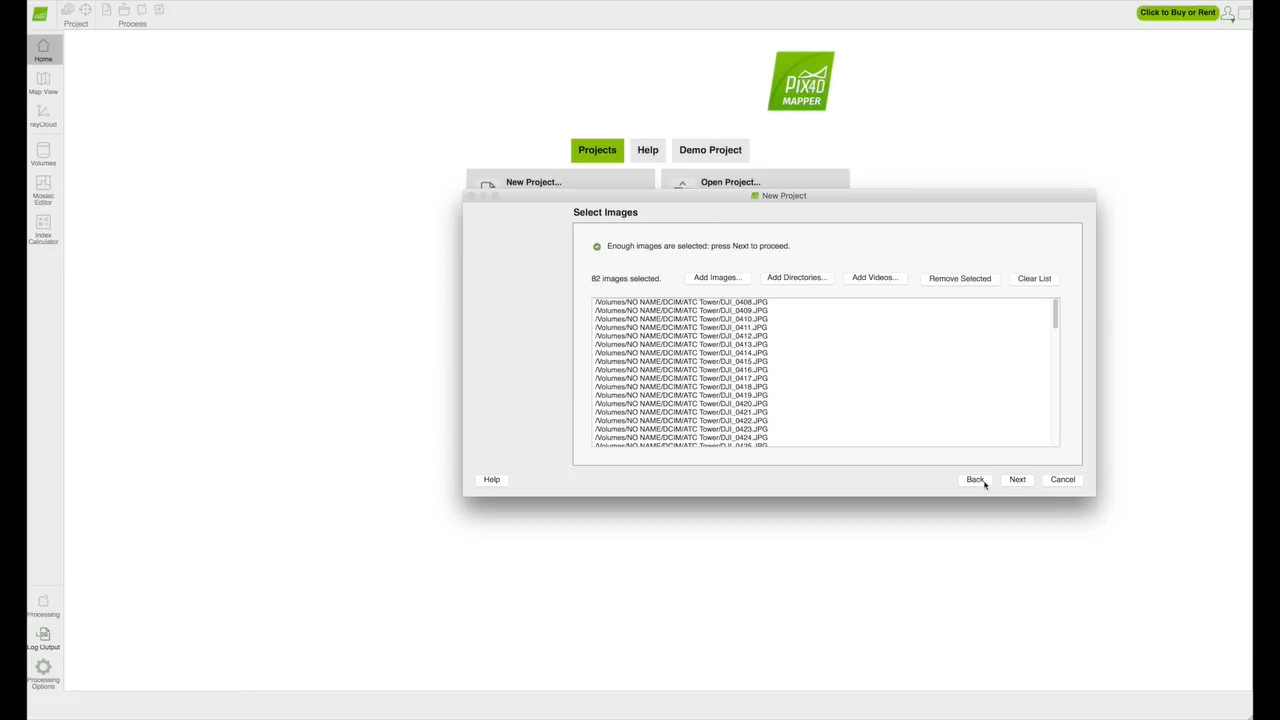 Project
Process
Click to Buy or Rent
Home
Map View
rayCloud
Volumes
Mosaic
Editor
Index
Calculator
Processing
Log Output
Processing
Options
PIX4D
MAPPER
Projects
Help
Demo Project
New Project...
Open Project...
New Project
Select Images
Enough images are selected: press Next to proceed.
82 images selected.
Add Images...
Add Directories...
Add Videos...
Remove Selected
Clear List
/Volumes/NO NAME/DCIM/ATC Tower/DJI_0408.JPG
/Volumes/NO NAME/DCIM/ATC Tower/DJI_0409.JPG
/Volumes/NO NAME/DCIM/ATC Tower/DJI_0410.JPG
/Volumes/NO NAME/DCIM/ATC Tower/DJI_0411.JPG
/Volumes/NO NAME/DCIM/ATC Tower/DJI_0412.JPG
/Volumes/NO NAME/DCIM/ATC Tower/DJI_0413.JPG
/Volumes/NO NAME/DCIM/ATC Tower/DJI_0414.JPG
/Volumes/NO NAME/DCIM/ATC Tower/DJI_0415.JPG
/Volumes/NO NAME/DCIM/ATC Tower/DJI_0416.JPG
/Volumes/NO NAME/DCIM/ATC Tower/DJI_0417.JPG
/Volumes/NO NAME/DCIM/ATC Tower/DJI_0418.JPG
/Volumes/NO NAME/DCIM/ATC Tower/DJI_0419.JPG
/Volumes/NO NAME/DCIM/ATC Tower/DJI_0420.JPG
/Volumes/NO NAME/DCIM/ATC Tower/DJI_0421.JPG
/Volumes/NO NAME/DCIM/ATC Tower/DJI_0422.JPG
/Volumes/NO NAME/DCIM/ATC Tower/DJI_0423.JPG
/Volumes/NO NAME/DCIM/ATC Tower/DJI_0424.JPG
/Volumes/NO NAME/DCIM/ATC Tower/DJI_0425.JPG
Help
Back
Next
Cancel